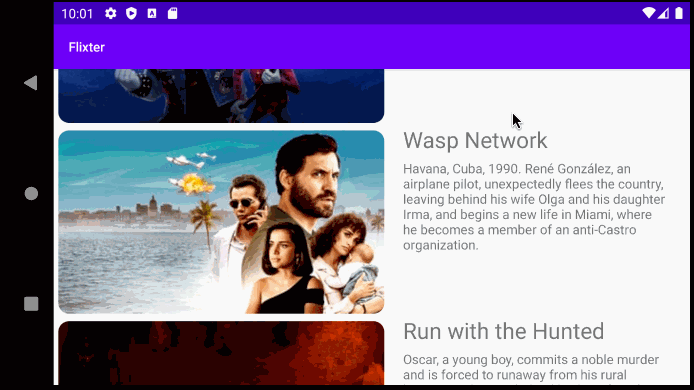 10:01
Flixter
Wasp Network
Havana, Cuba, 1990. René González, an
airplane pilot, unexpectedly flees the country,
leaving behind his wife Olga and his daughter
Irma, and begins a new life in Miami, where
he becomes a member of an anti-Castro
organization.
Run with the Hunted
Oscar, a young boy, commits a noble murder
and is forced to runaway from his rural